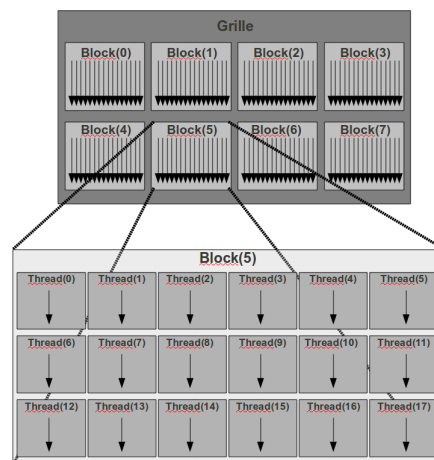 Grille
Block(0) Block(1) Block(2) Block(3)
Block(4) Block(5) Block(6) Block(7)
Block(5)
Thread(0) Thread(1) Thread(2) Thread(3) Thread(4) Thread(5)
Thread(6) Thread(7) Thread(8) Thread(9) Thread(10) Thread(11)
Thread(12) Thread(13) Thread(14) Thread(15) Thread(16) Thread(17)